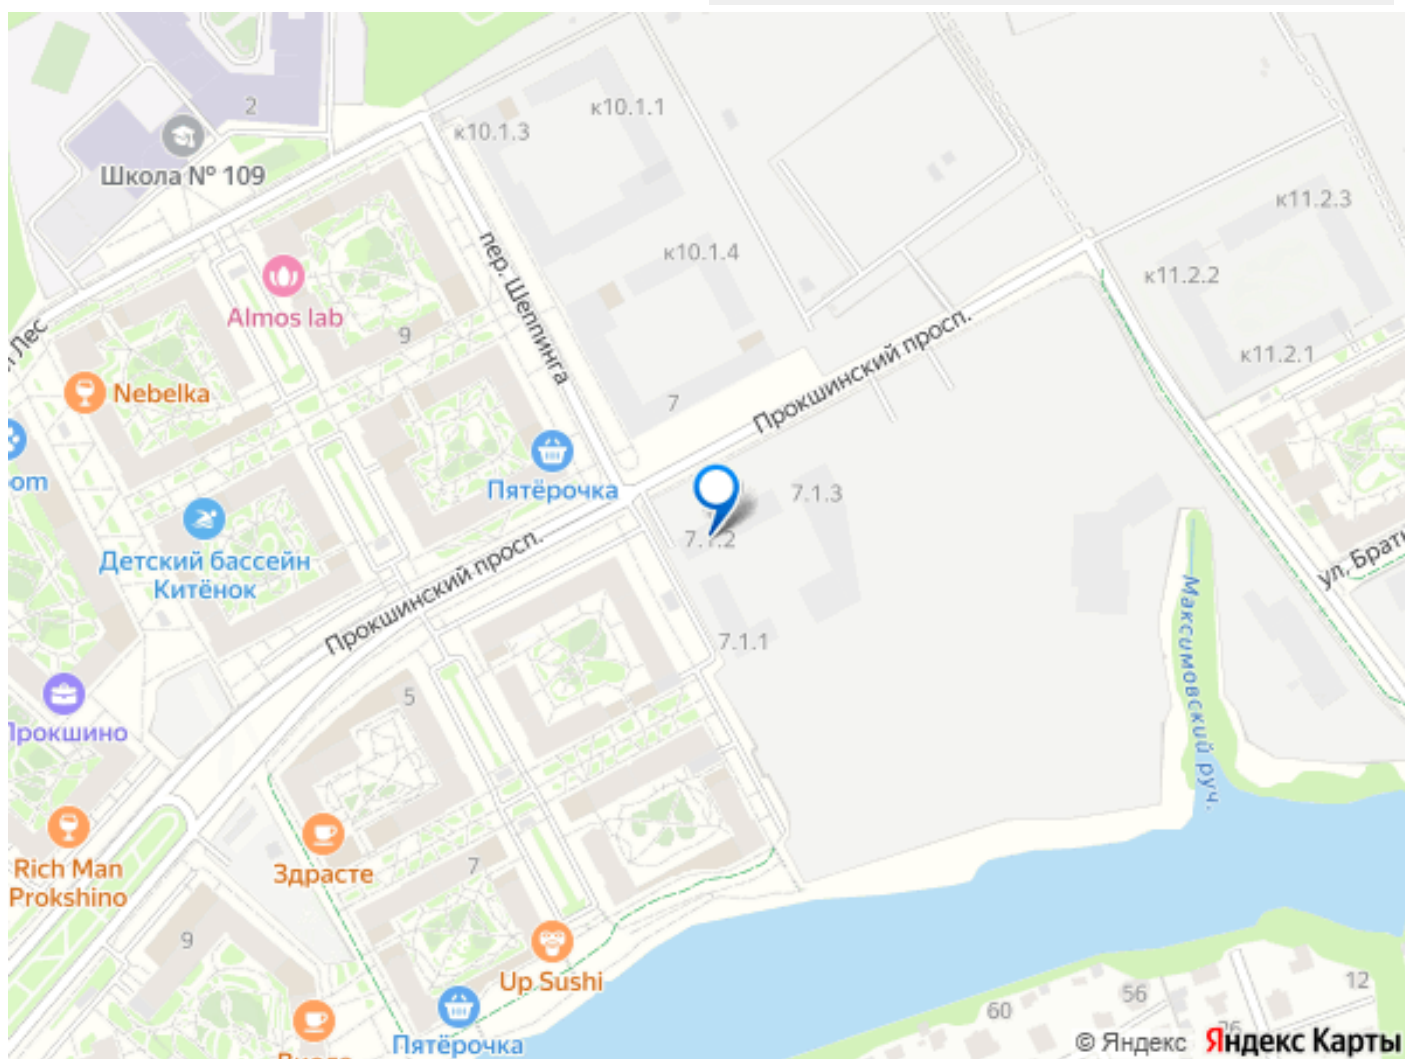 2
к10.1.1
к10.1.3
Школа № 109
к11.2.3
пер. Шеппинга
к10.1.4
к11.2.2
Almos lab
9
Лес
Прокшинский просп.
к11.2.1
Nebelka
7
Пятёрочка
7.1.3
7.1.2
Прокшинский просп.
Детский бассейн
Китёнок
7.1.1
Максимовский руч.
5
Здрасте
Rich Man
Prokshino
7
9
Up Sushi
12
56
60
Пятёрочка
© Яндекс Яндекс Карты